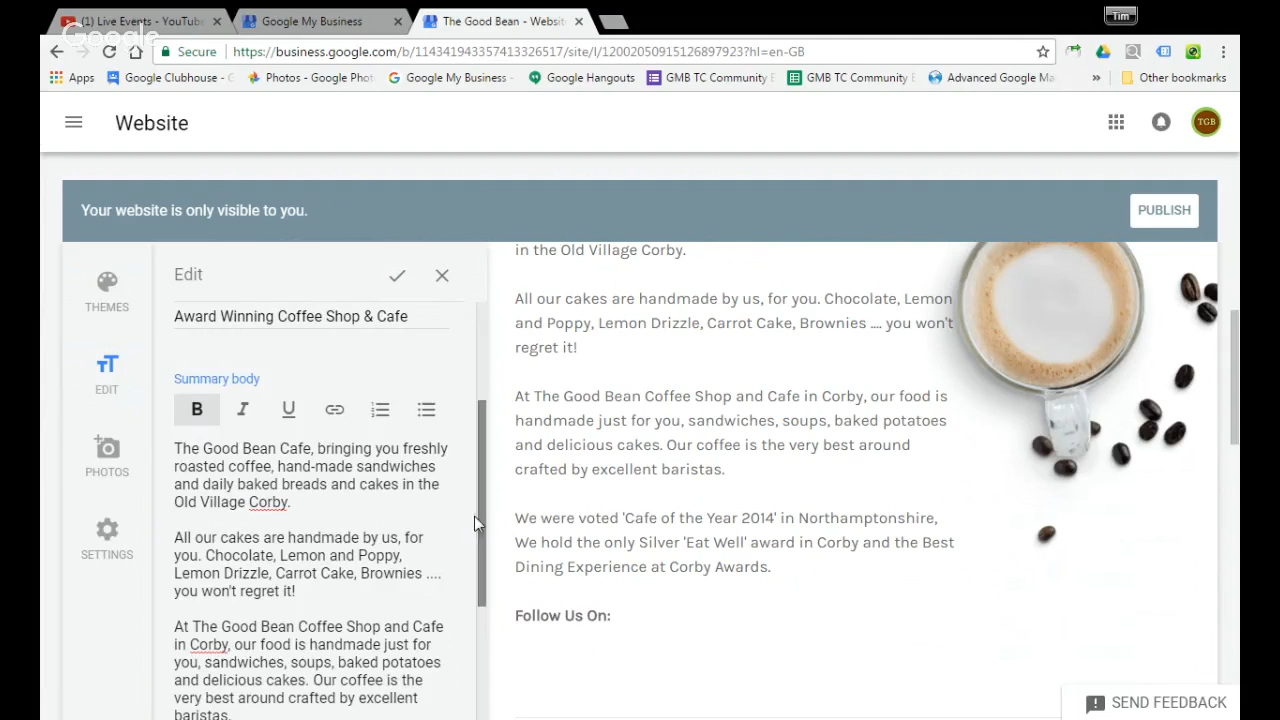 Tim
(1) Live Events - YouTube
Google My Business
The Good Bean - Websit
Google
Secure
https://business.google.com/b/114341943357413326517/site/l/12002050915126897923?hl=en-GB
Apps
Google Clubhouse - G
Photos - Google Phot
Google My Business -
Google Hangouts
GMB TC Community E
GMB TC Community E
Advanced Google Ma
»
Other bookmarks
Website
TGB
Your website is only visible to you.
PUBLISH
THEMES
EDIT
PHOTOS
SETTINGS
Edit
Award Winning Coffee Shop & Cafe
Summary body
B I U
The Good Bean Cafe, bringing you freshly
roasted coffee, hand-made sandwiches
and daily baked breads and cakes in the
Old Village Corby.
All our cakes are handmade by us, for
you. Chocolate, Lemon and Poppy,
Lemon Drizzle, Carrot Cake, Brownies ....
you won't regret it!
At The Good Bean Coffee Shop and Cafe
in Corby, our food is handmade just for
you, sandwiches, soups, baked potatoes
and delicious cakes. Our coffee is the
very best around crafted by excellent
baristas.
in the Old Village Corby.
All our cakes are handmade by us, for you. Chocolate, Lemon
and Poppy, Lemon Drizzle, Carrot Cake, Brownies .... you won't
regret it!
At The Good Bean Coffee Shop and Cafe in Corby, our food is
handmade just for you, sandwiches, soups, baked potatoes
and delicious cakes. Our coffee is the very best around
crafted by excellent baristas.
We were voted 'Cafe of the Year 2014' in Northamptonshire,
We hold the only Silver 'Eat Well' award in Corby and the Best
Dining Experience at Corby Awards.
Follow Us On:
SEND FEEDBACK